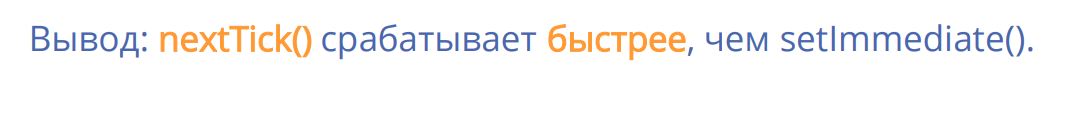 Вывод: nextTick() срабатывает быстрее, чем setImmediate().